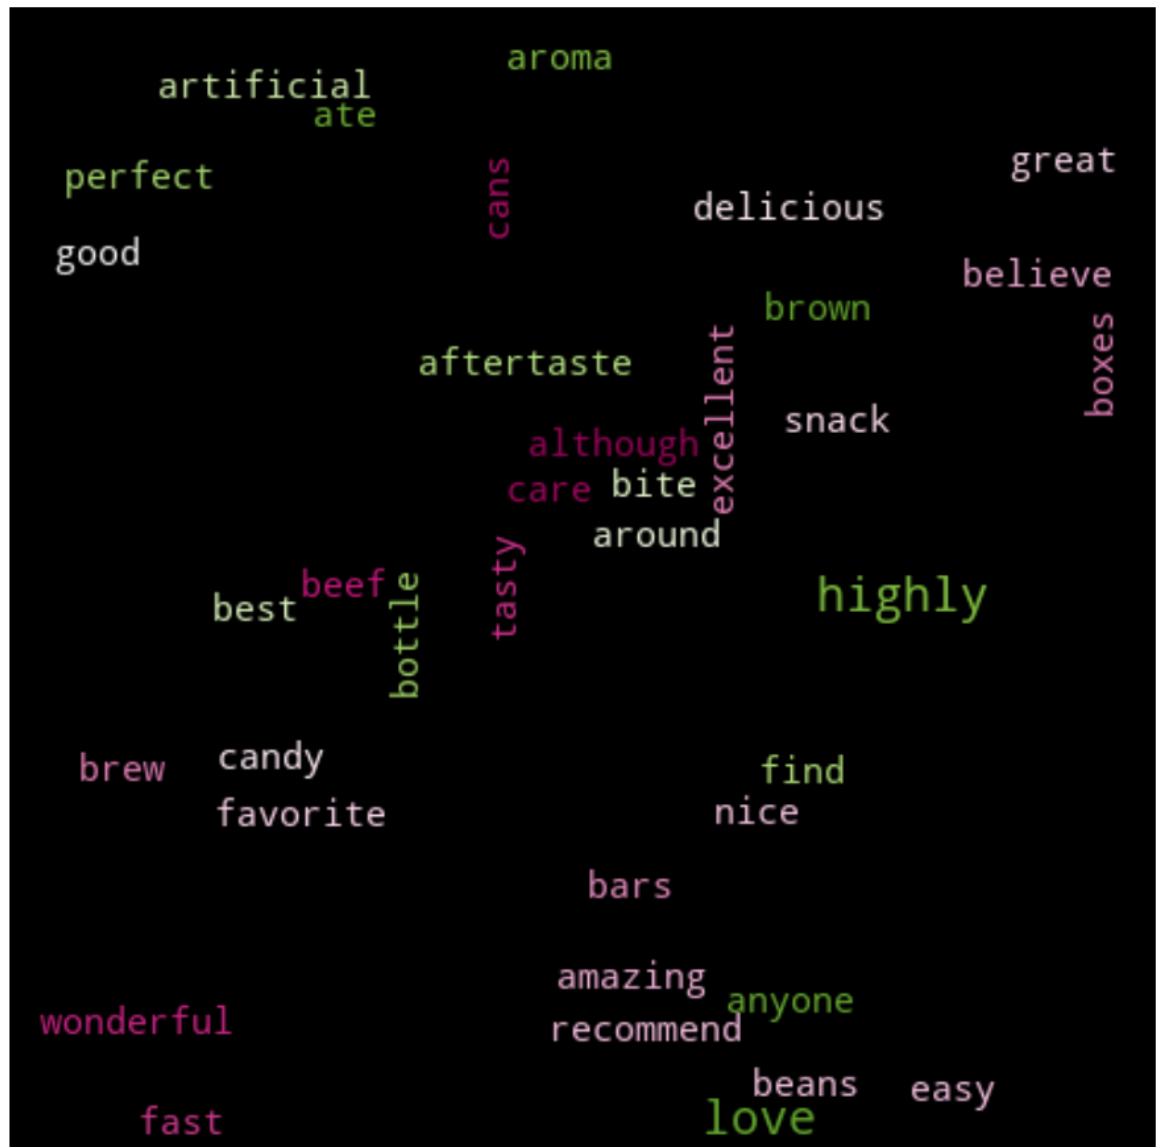 aroma
artificial
ate
great
perfect
cans
delicious
good
believe
brown
boxes
aftertaste
excellent
snack
although
care
bite
around
beef
best
bottle
tasty
highly
brew
candy
find
favorite
nice
bars
amazing
anyone
wonderful
recommend
beans
easy
fast
love